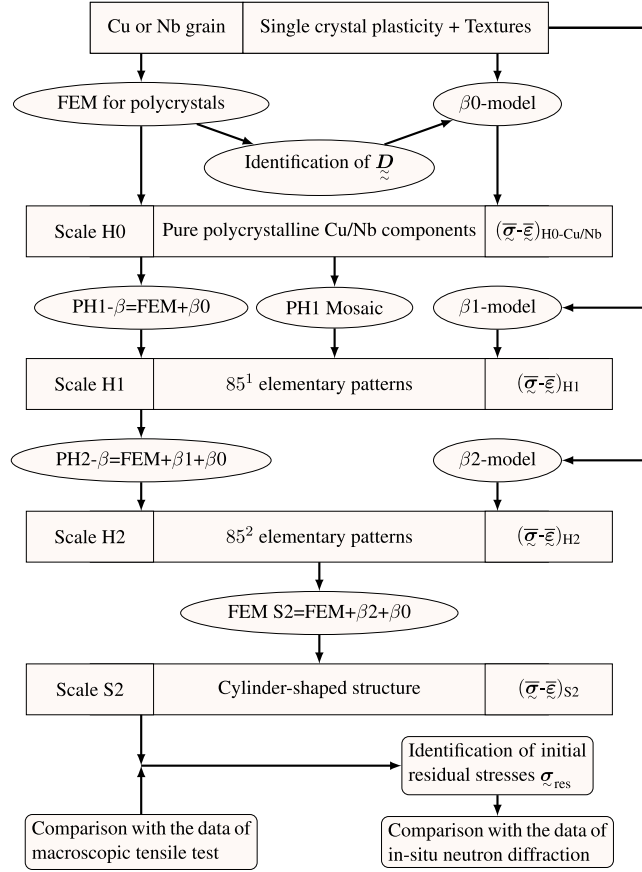 Cu or Nb grain
Single crystal plasticity + Textures
FEM for polycrystals
β0-model
Identification of D̰̰
Scale H0
Pure polycrystalline Cu/Nb components
(σ̰̅-ε̰̅)H0-Cu/Nb
PH1-β=FEM+β0
PH1 Mosaic
β1-model
Scale H1
85¹ elementary patterns
(σ̰̅-ε̰̅)H1
PH2-β=FEM+β1+β0
β2-model
Scale H2
85² elementary patterns
(σ̰̅-ε̰̅)H2
FEM S2=FEM+β2+β0
Scale S2
Cylinder-shaped structure
(σ̰̅-ε̰̅)S2
Identification of initial
residual stresses σ̰res
Comparison with the data of
macroscopic tensile test
Comparison with the data of
in-situ neutron diffraction